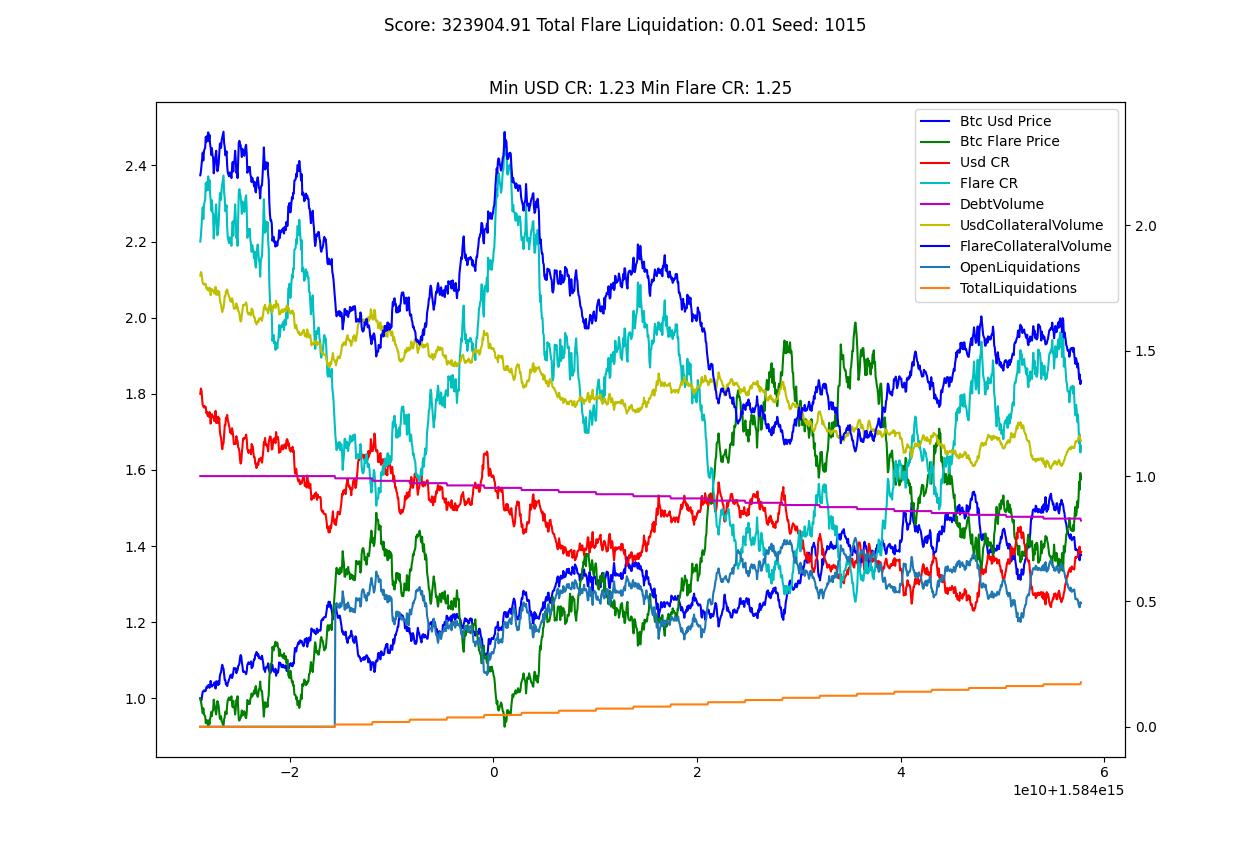 Score: 323904.91 Total Flare Liquidation: 0.01 Seed: 1015
Min USD CR: 1.23 Min Flare CR: 1.25
Btc Usd Price
Btc Flare Price
Usd CR
Flare CR
DebtVolume
UsdCollateralVolume
FlareCollateralVolume
OpenLiquidations
TotalLiquidations
2.4
2.2
2.0
1.8
1.6
1.4
1.2
1.0
2.0
1.5
1.0
0.5
0.0
−2
0
2
4
6
1e10+1.584e15